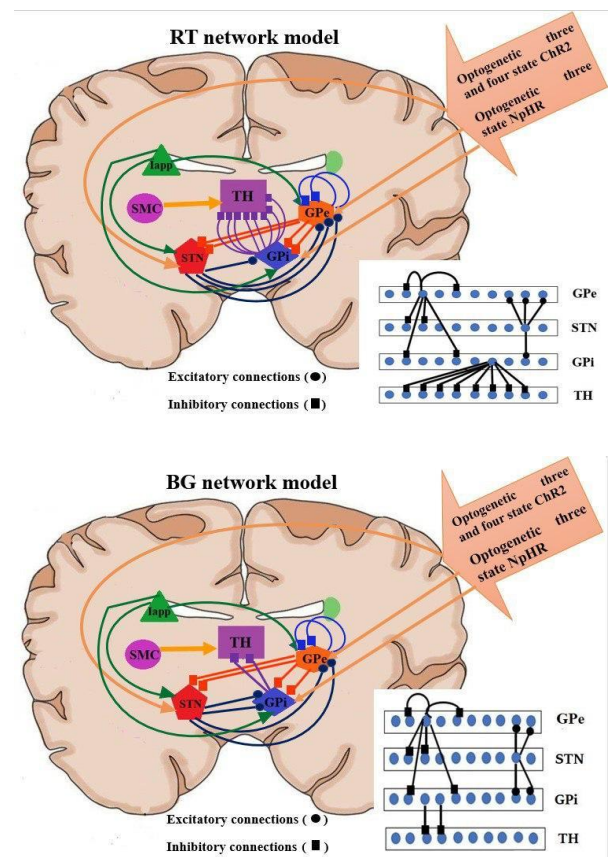 RT network model
Optogenetic three
and four state ChR2
Optogenetic three
state NpHR
Iapp
SMC
TH
GPe
STN
GPi
GPe
STN
GPi
TH
Excitatory connections (●)
Inhibitory connections (■)
BG network model
Optogenetic three
and four state ChR2
Optogenetic three
state NpHR
Iapp
SMC
TH
GPe
STN
GPi
GPe
STN
GPi
TH
Excitatory connections (●)
Inhibitory connections (■)